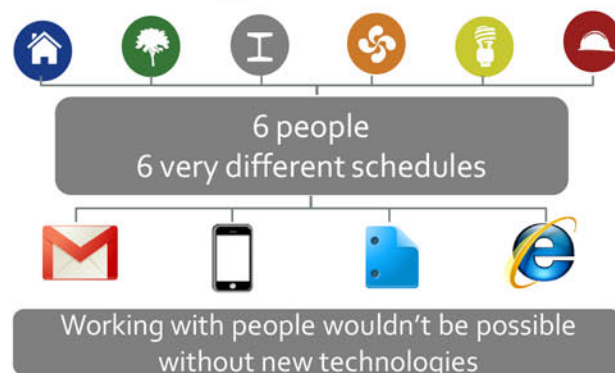 6 people
6 very different schedules
Working with people wouldn't be possible
without new technologies